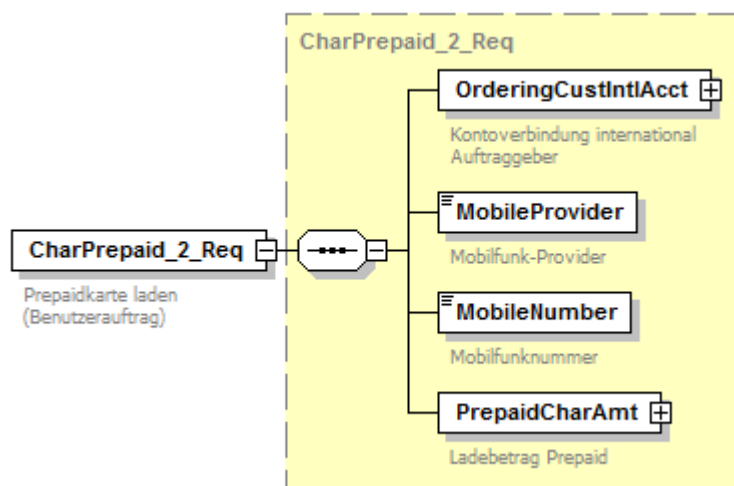 CharPrepaid_2_Req
OrderingCustIntlAcct
Kontoverbindung international
Auftraggeber
MobileProvider
Mobilfunk-Provider
CharPrepaid_2_Req
Prepaidkarte laden
(Benutzerauftrag)
MobileNumber
Mobilfunknummer
PrepaidCharAmt
Ladebetrag Prepaid